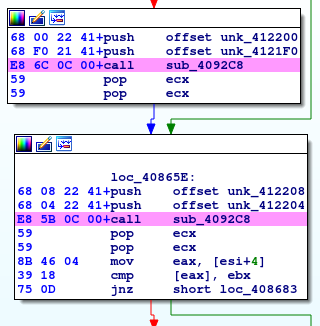 68 00 22 41+push    offset unk_412200
68 F0 21 41+push    offset unk_4121F0
E8 6C 0C 00+call    sub_4092C8
59          pop     ecx
59          pop     ecx
loc_40865E:
68 08 22 41+push    offset unk_412208
68 04 22 41+push    offset unk_412204
E8 5B 0C 00+call    sub_4092C8
59          pop     ecx
59          pop     ecx
8B 46 04    mov     eax, [esi+4]
39 18       cmp     [eax], ebx
75 0D       jnz     short loc_408683